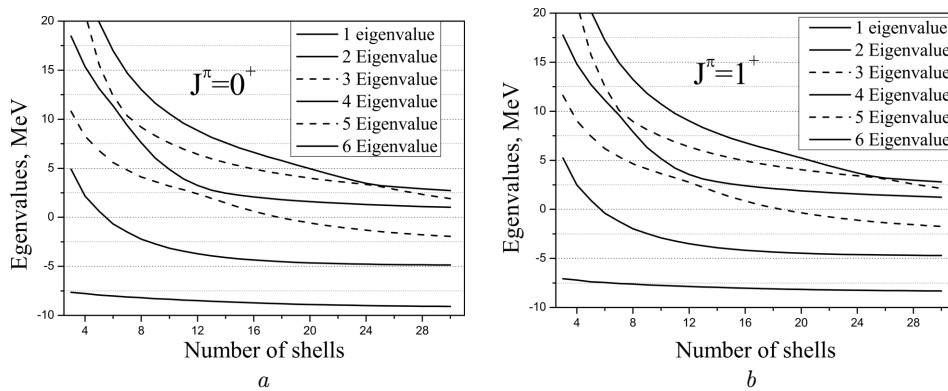 20
15
10
5
0
-5
-10
4
8
12
16
20
24
28
Egenvalues, MeV
Number of shells
J^π=0^+
1 eigenvalue
2 Eigenvalue
3 Eigenvalue
4 Eigenvalue
5 Eigenvalue
6 Eigenvalue
a
20
15
10
5
0
-5
-10
4
8
12
16
20
24
28
Egenvalues, MeV
Number of shells
J^π=1^+
1 eigenvalue
2 Eigenvalue
3 Eigenvalue
4 Eigenvalue
5 Eigenvalue
6 Eigenvalue
b